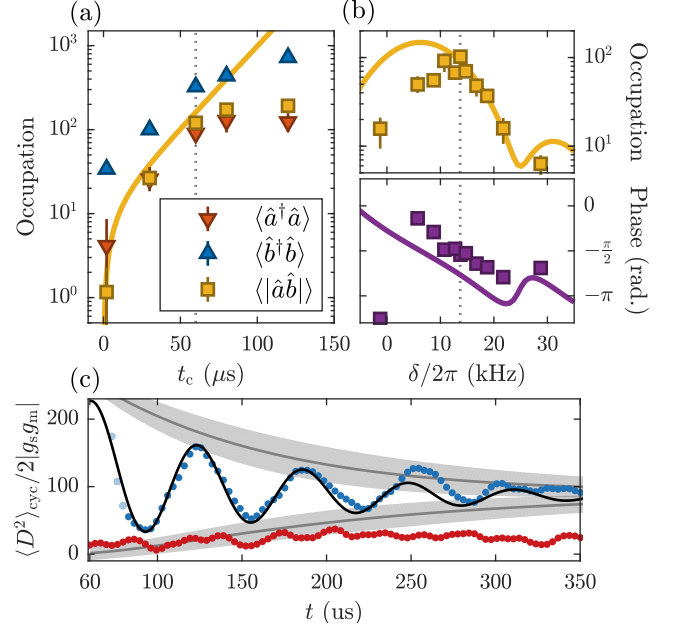 (a)
10³
10²
10¹
10⁰
Occupation
0 50 100 150
t_c (μs)
⟨â†â⟩
⟨b̂†b̂⟩
⟨|âb̂|⟩
(b)
10²
10¹
Occupation
0
−π/2
−π
Phase (rad.)
0 10 20 30
δ/2π (kHz)
(c)
200
100
0
⟨D²⟩_cyc/2|g_s g_m|
60 100 150 200 250 300 350
t (us)